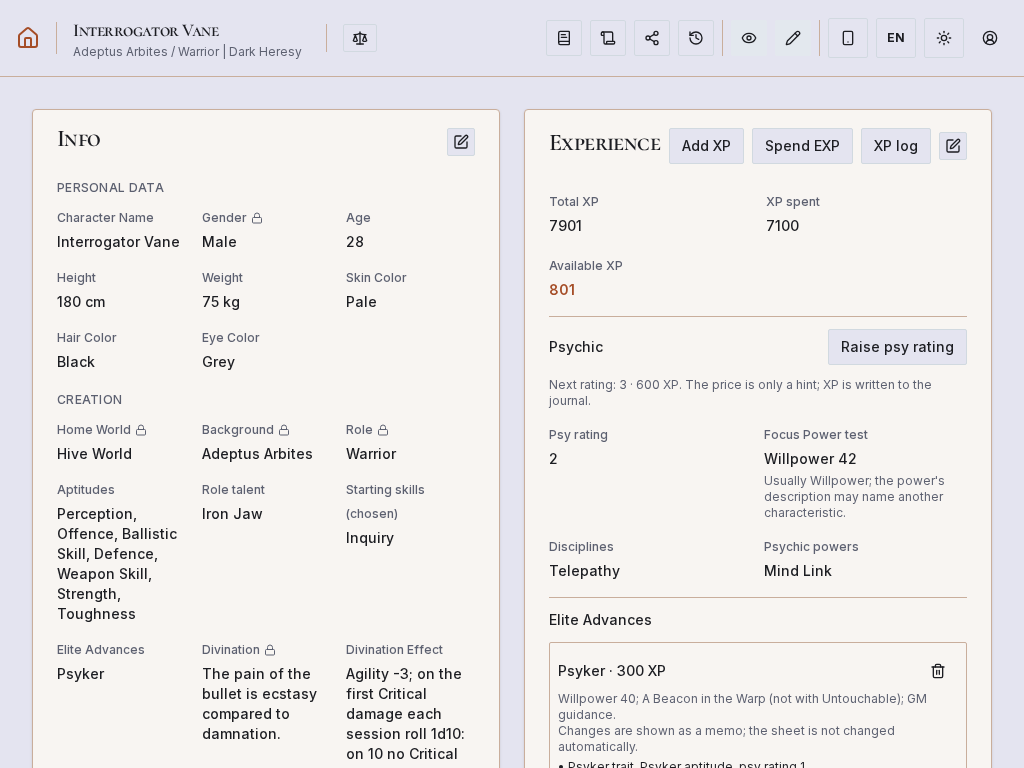 Interrogator Vane
Adeptus Arbites / Warrior | Dark Heresy
EN
Info
PERSONAL DATA
Character Name
Gender
Age
Interrogator Vane
Male
28
Height
Weight
Skin Color
180 cm
75 kg
Pale
Hair Color
Eye Color
Black
Grey
CREATION
Home World
Background
Role
Hive World
Adeptus Arbites
Warrior
Aptitudes
Role talent
Starting skills
(chosen)
Perception,
Offence, Ballistic
Skill, Defence,
Weapon Skill,
Strength,
Toughness
Iron Jaw
Inquiry
Elite Advances
Divination
Divination Effect
Psyker
The pain of the
bullet is ecstasy
compared to
damnation.
Agility -3; on the
first Critical
damage each
session roll 1d10:
on 10 no Critical
Experience
Add XP
Spend EXP
XP log
Total XP
XP spent
7901
7100
Available XP
801
Psychic
Raise psy rating
Next rating: 3 · 600 XP. The price is only a hint; XP is written to the
journal.
Psy rating
Focus Power test
2
Willpower 42
Usually Willpower; the power's
description may name another
characteristic.
Disciplines
Psychic powers
Telepathy
Mind Link
Elite Advances
Psyker · 300 XP
Willpower 40; A Beacon in the Warp (not with Untouchable); GM
guidance.
Changes are shown as a memo; the sheet is not changed
automatically.
• Psyker trait, Psyker aptitude, psy rating 1